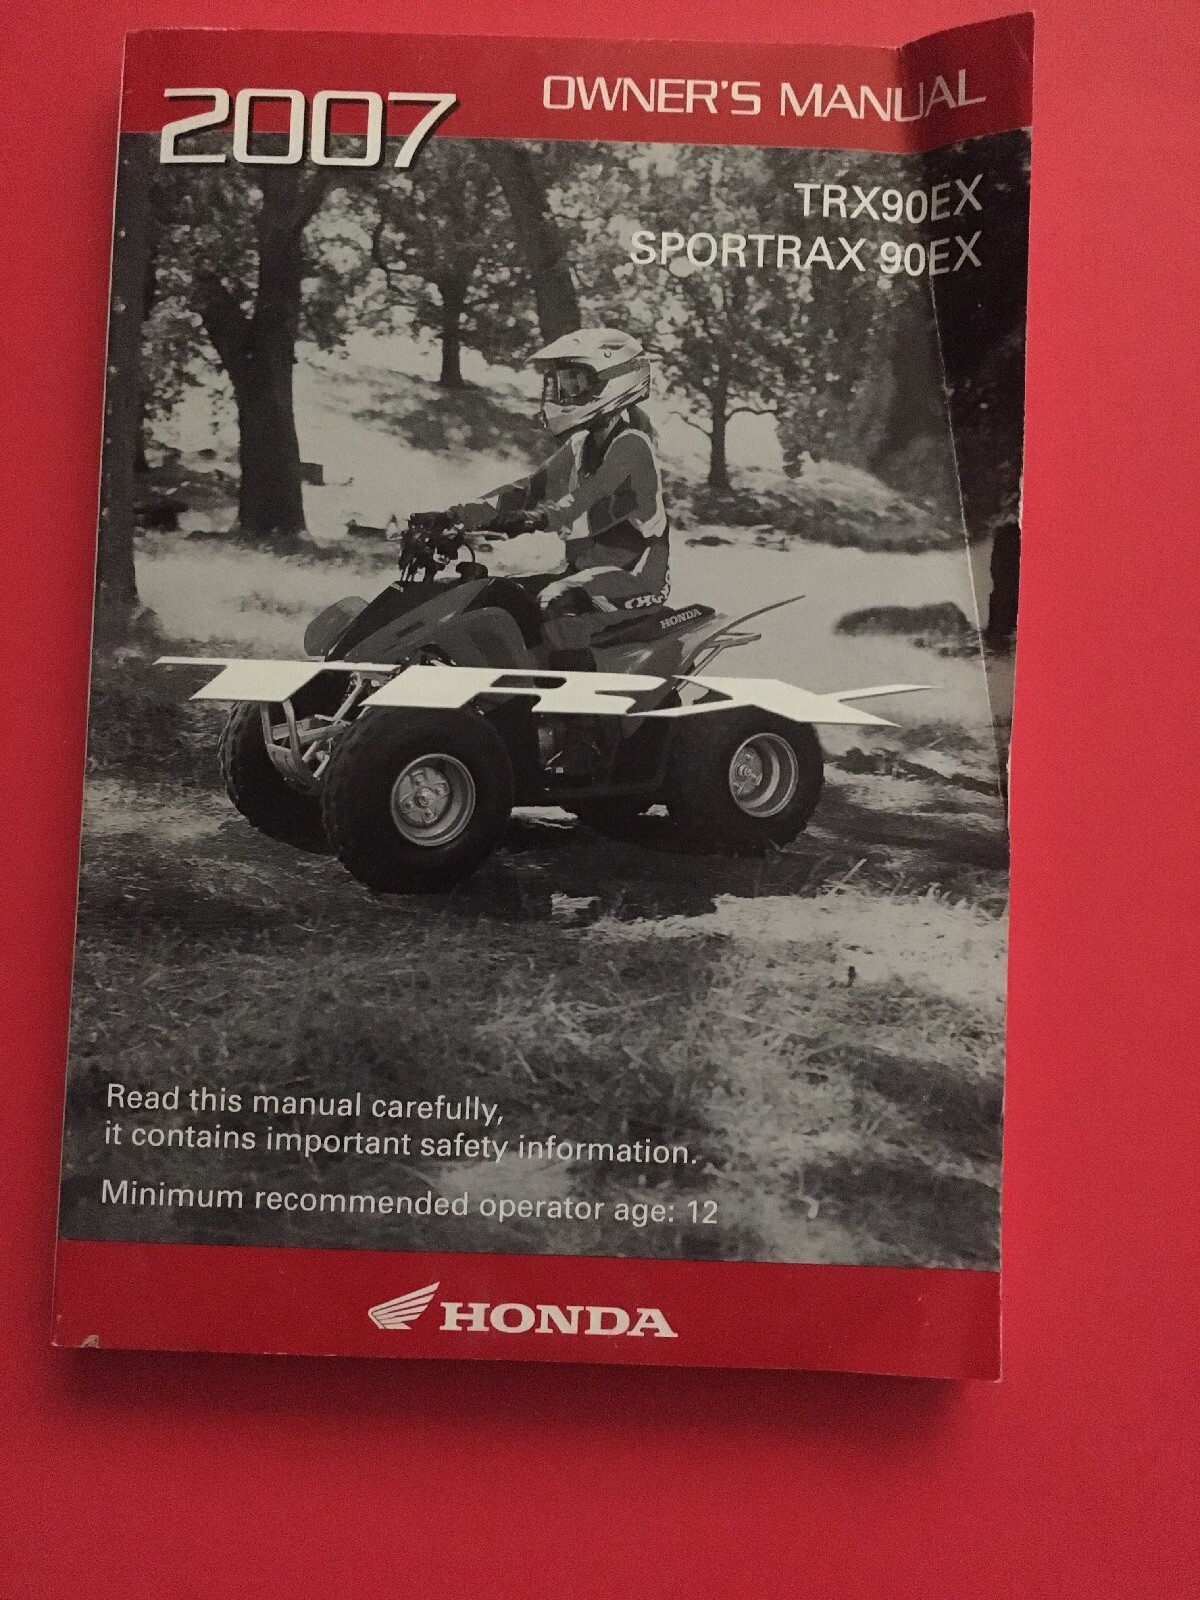 2007
OWNER'S MANUAL
TRX90EX
SPORTRAX 90EX
HONDA
TRX
Read this manual carefully,
it contains important safety information.
Minimum recommended operator age: 12
HONDA